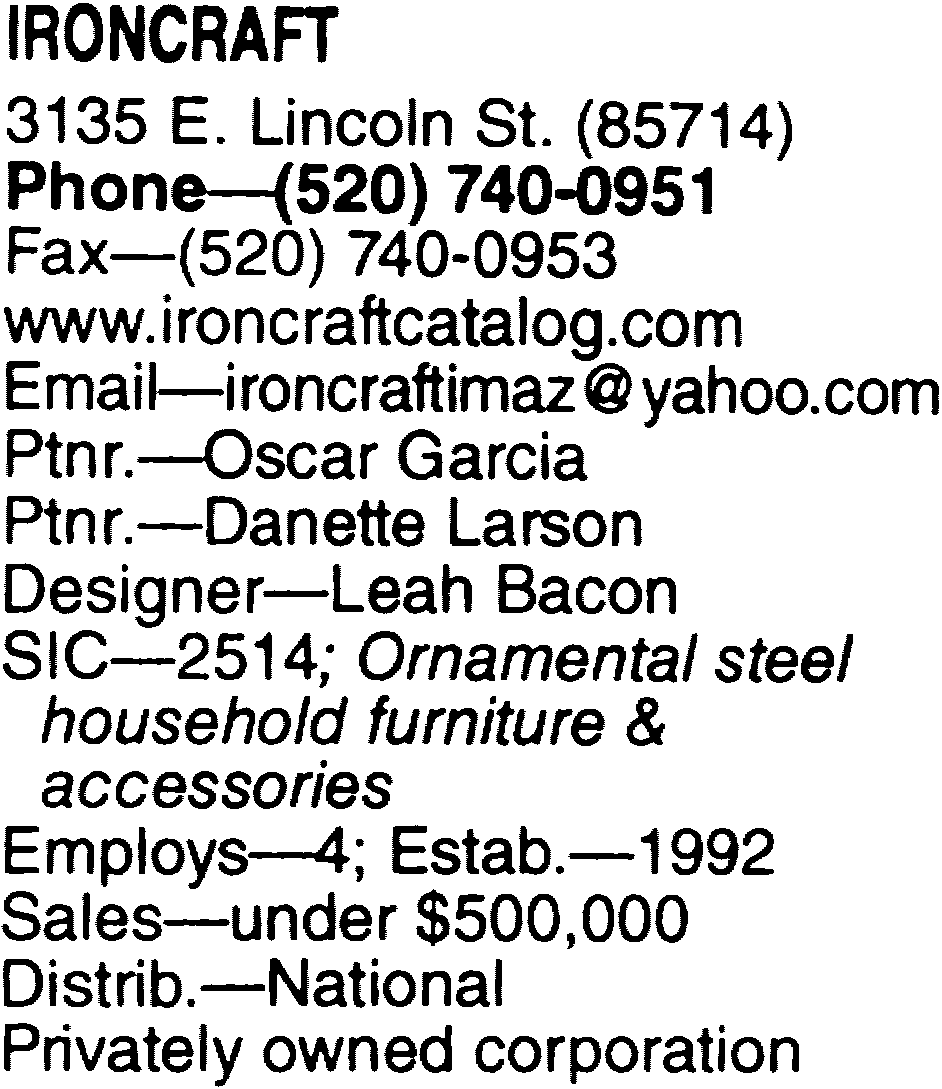 IRONCRAFT
3135 E. Lincoln St. (85714)
Phone—(520) 740-0951
Fax—(520) 740-0953
www.ironcraftcatalog.com
Email—ironcraftimaz@yahoo.com
Ptnr.—Oscar Garcia
Ptnr.—Danette Larson
Designer—Leah Bacon
SIC—2514; Ornamental steel
household furniture &
accessories
Employs—4; Estab.—1992
Sales—under $500,000
Distrib.—National
Privately owned corporation